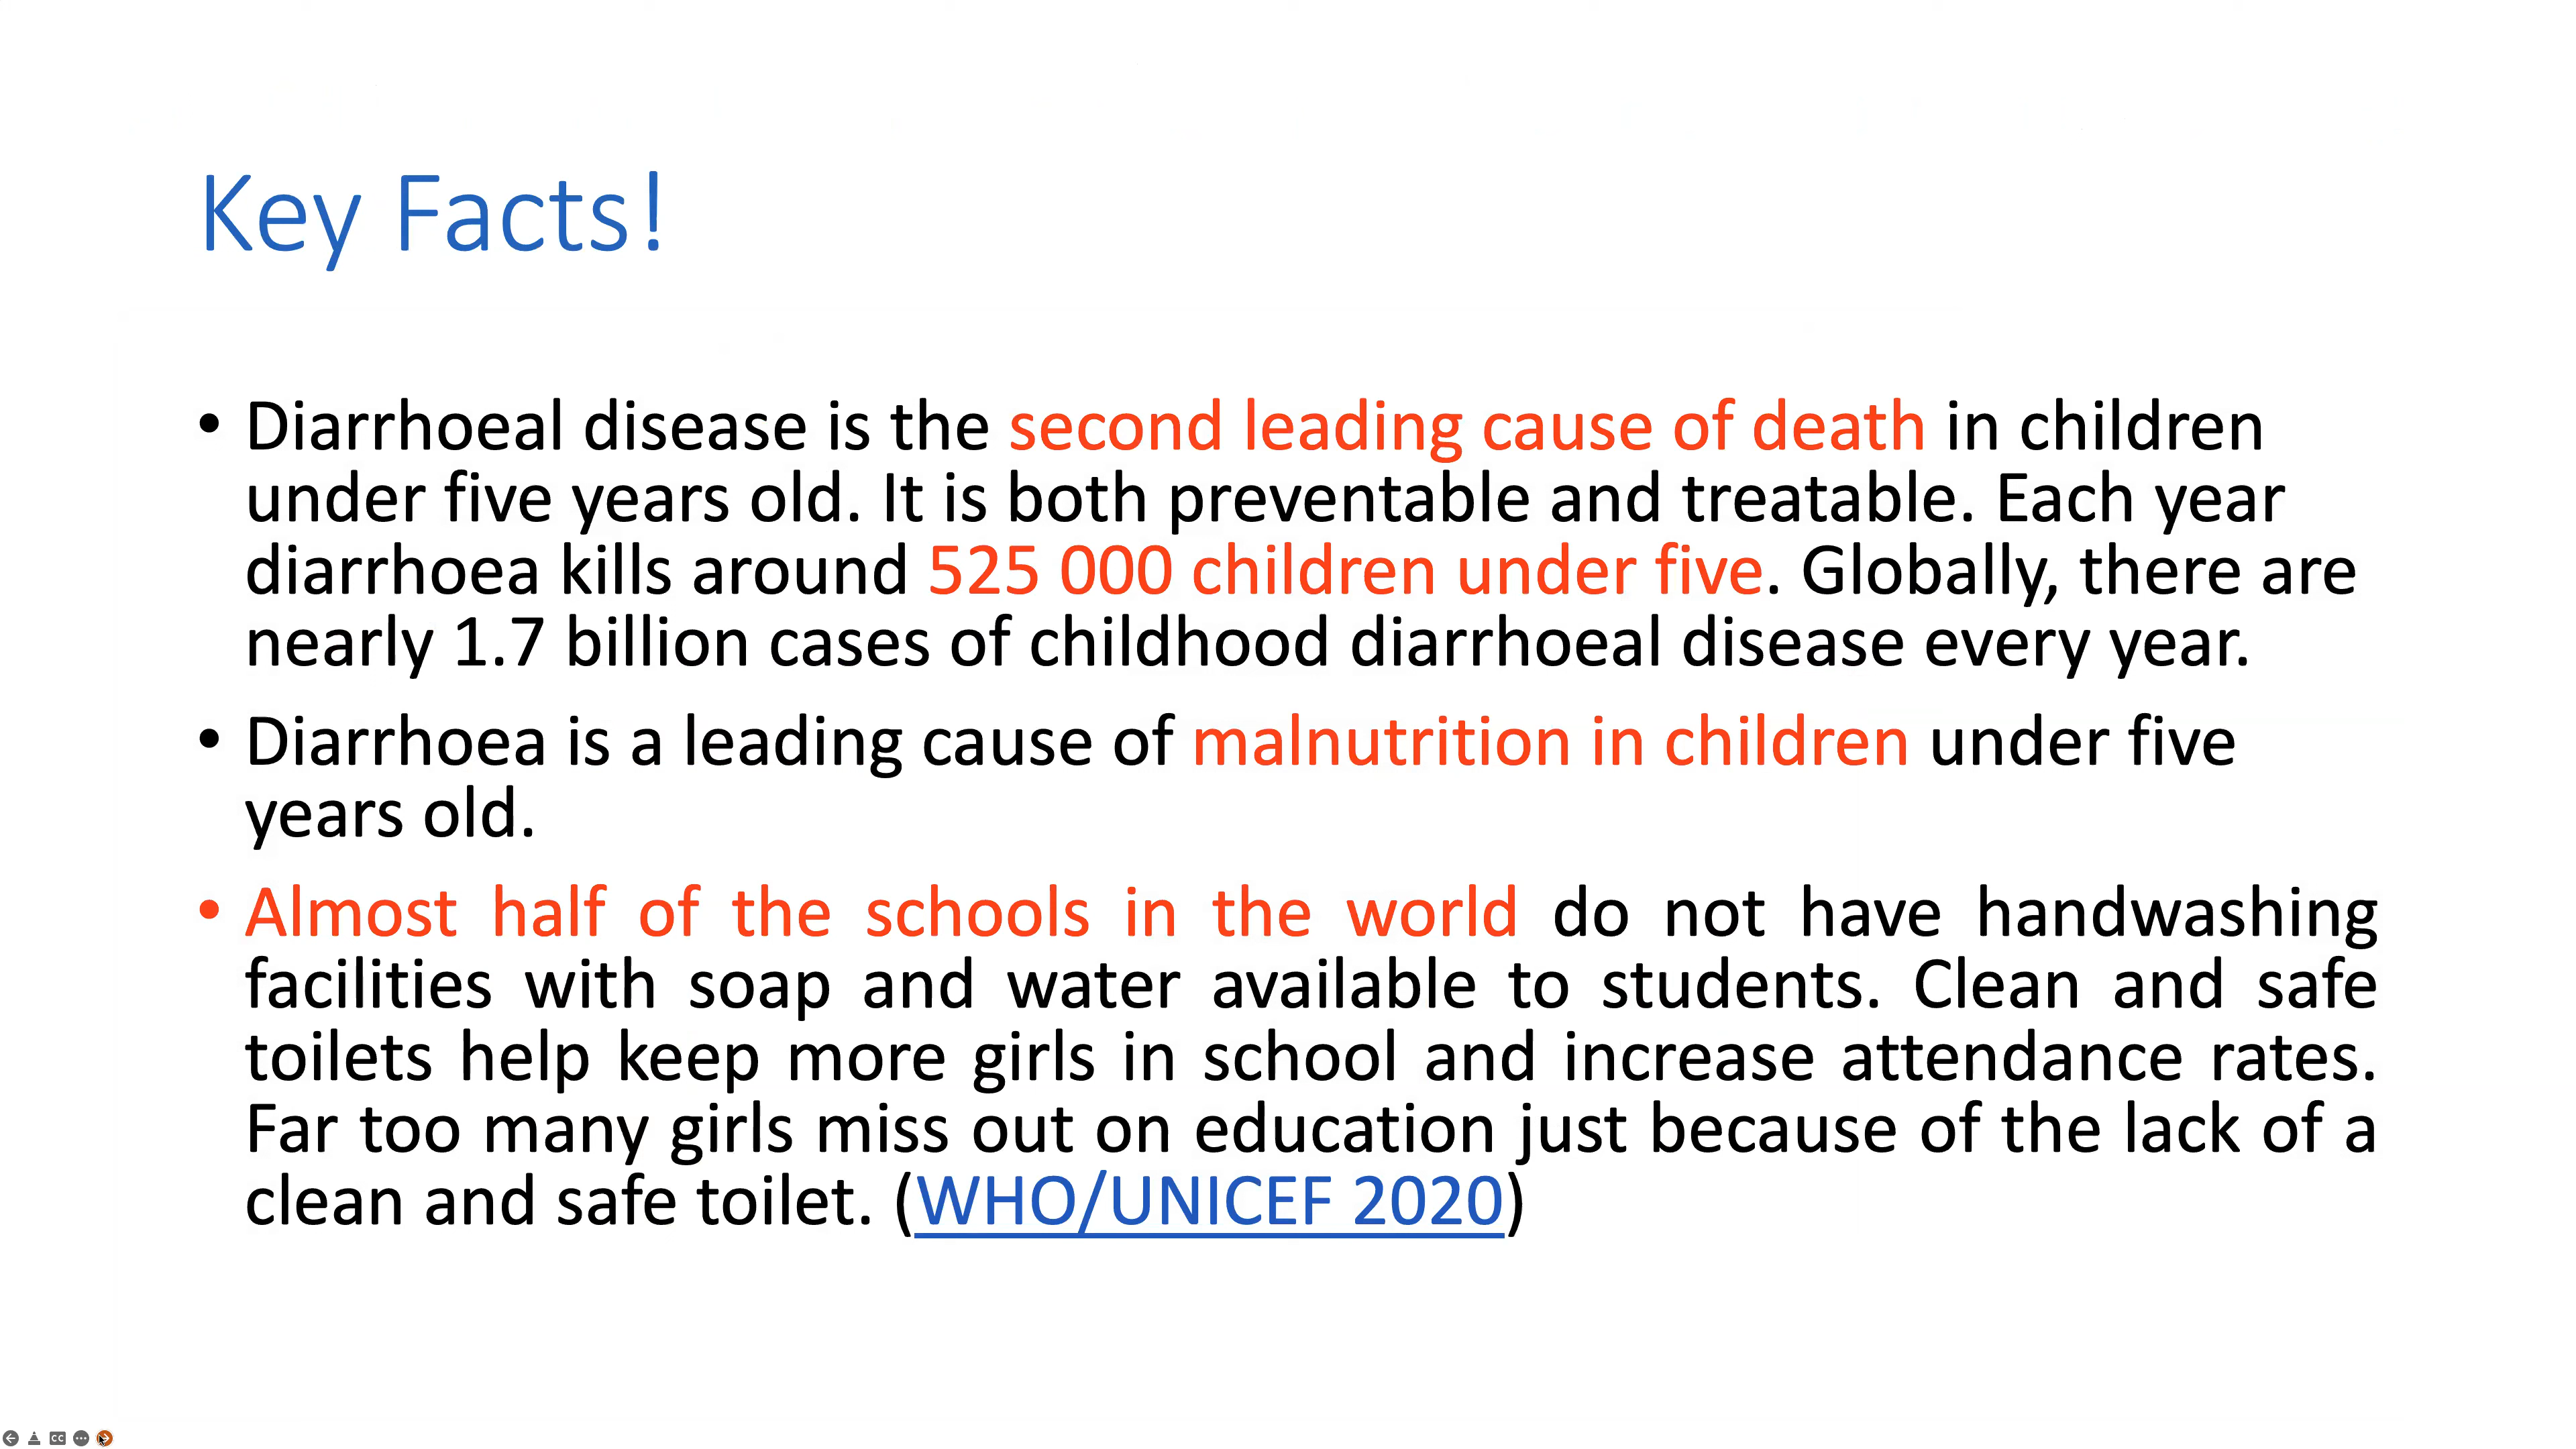 Key Facts!
• Diarrhoeal disease is the second leading cause of death in children
under five years old. It is both preventable and treatable. Each year
diarrhoea kills around 525 000 children under five. Globally, there are
nearly 1.7 billion cases of childhood diarrhoeal disease every year.
• Diarrhoea is a leading cause of malnutrition in children under five
years old.
• Almost half of the schools in the world do not have handwashing
facilities with soap and water available to students. Clean and safe
toilets help keep more girls in school and increase attendance rates.
Far too many girls miss out on education just because of the lack of a
clean and safe toilet. (WHO/UNICEF 2020)
CC